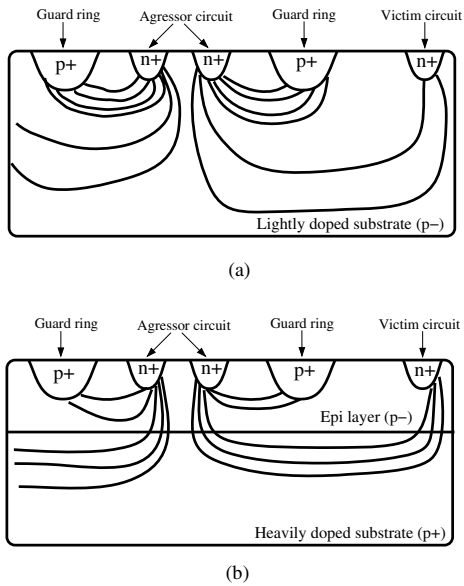 Guard ring Agressor circuit Guard ring Victim circuit
p+ n+ n+ p+ n+
Lightly doped substrate (p−)
(a)
Guard ring Agressor circuit Guard ring Victim circuit
p+ n+ n+ p+ n+
Epi layer (p−)
Heavily doped substrate (p+)
(b)